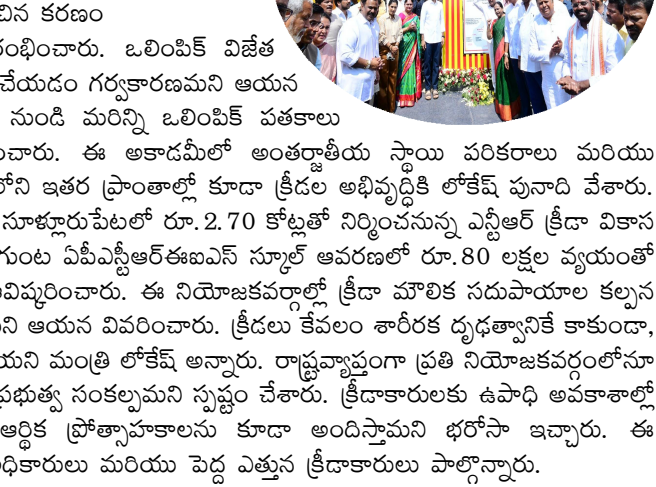 చిన కరణం
రంభించారు. ఒలింపిక్ విజేత
చేయడం గర్వకారణమని ఆయన
నుండి మరిన్ని ఒలింపిక్ పతకాలు
ంచారు. ఈ అకాడమీలో అంతర్జాతీయ స్థాయి పరికరాలు మరియు
లోని ఇతర ప్రాంతాల్లో కూడా క్రీడల అభివృద్ధికి లోకేష్ పునాది వేశారు.
సూళ్లూరుపేటలో రూ.2.70 కోట్లతో నిర్మించనున్న ఎన్టీఆర్ క్రీడా వికాస
గుంట ఏపీఎస్టీఆర్ఈఐఎస్ స్కూల్ ఆవరణలో రూ.80 లక్షల వ్యయంతో
ఆవిష్కరించారు. ఈ నియోజకవర్గాల్లో క్రీడా మౌలిక సదుపాయాల కల్పన
ని ఆయన వివరించారు. క్రీడలు కేవలం శారీరక దృఢత్వానికే కాకుండా,
యని మంత్రి లోకేష్ అన్నారు. రాష్ట్రవ్యాప్తంగా ప్రతి నియోజకవర్గంలోనూ
ప్రభుత్వ సంకల్పమని స్పష్టం చేశారు. క్రీడాకారులకు ఉపాధి అవకాశాల్లో
ఆర్థిక ప్రోత్సాహకాలను కూడా అందిస్తామని భరోసా ఇచ్చారు. ఈ
ధికారులు మరియు పెద్ద ఎత్తున క్రీడాకారులు పాల్గొన్నారు.